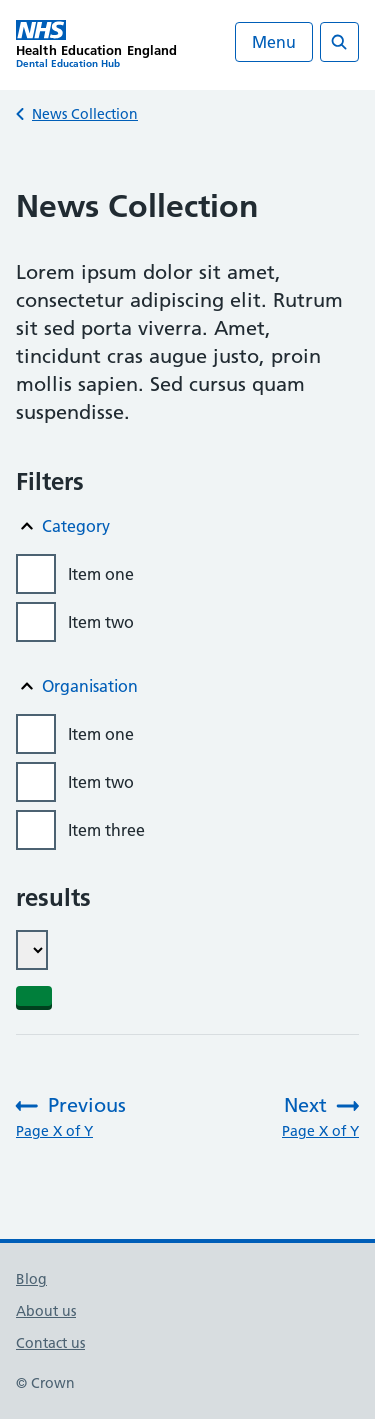 NHS
Health Education England
Dental Education Hub
Menu
News Collection
News Collection
Lorem ipsum dolor sit amet,
consectetur adipiscing elit. Rutrum
sit sed porta viverra. Amet,
tincidunt cras augue justo, proin
mollis sapien. Sed cursus quam
suspendisse.
Filters
Category
Item one
Item two
Organisation
Item one
Item two
Item three
results
Previous
Page X of Y
Next
Page X of Y
Blog
About us
Contact us
© Crown